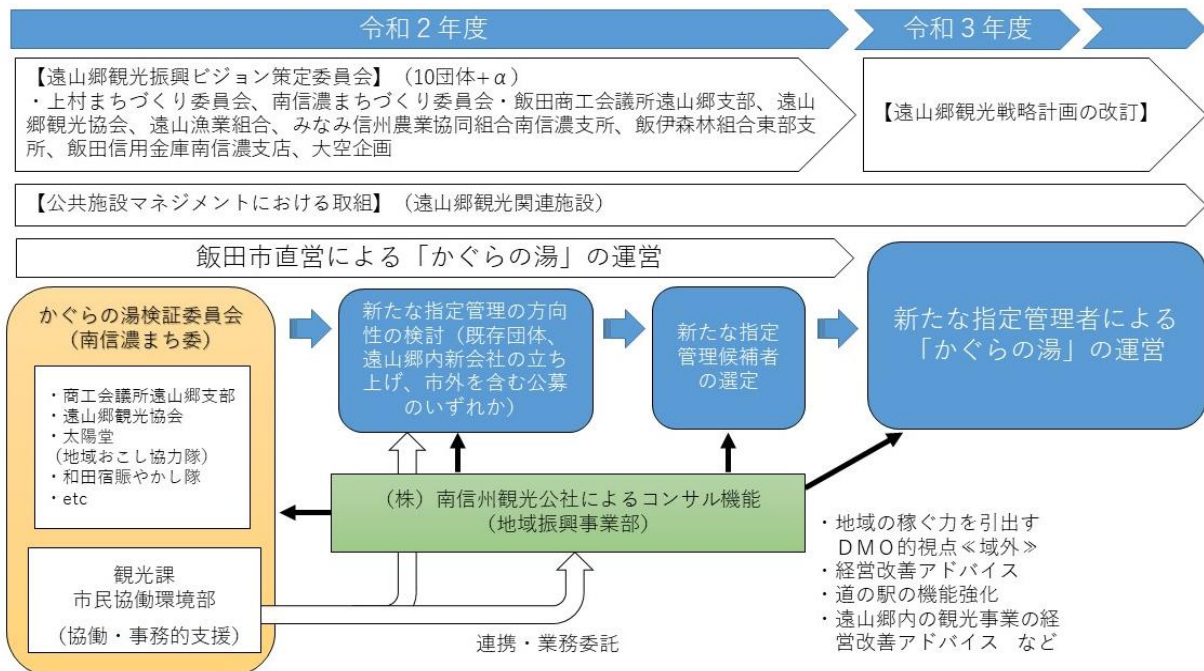 令和２年度
令和３年度
【遠山郷観光振興ビジョン策定委員会】（10団体+α）
・上村まちづくり委員会、南信濃まちづくり委員会・飯田商工会議所遠山郷支部、遠山
郷観光協会、遠山漁業組合、みなみ信州農業協同組合南信濃支所、飯伊森林組合東部支
所、飯田信用金庫南信濃支店、大空企画
【遠山郷観光戦略計画の改訂】
【公共施設マネジメントにおける取組】（遠山郷観光関連施設）
飯田市直営による「かぐらの湯」の運営
かぐらの湯検証委員会
（南信濃まち委）
・商工会議所遠山郷支部
・遠山郷観光協会
・太陽堂
（地域おこし協力隊）
・和田宿賑やかし隊
・etc
観光課
市民協働環境部
（協働・事務的支援）
新たな指定管理の方向
性の検討（既存団体、
遠山郷内新会社の立ち
上げ、市外を含む公募
のいずれか）
新たな指定
管理候補者
の選定
新たな指定管理者による
「かぐらの湯」の運営
（株）南信州観光公社によるコンサル機能
（地域振興事業部）
連携・業務委託
・地域の稼ぐ力を引出す
ＤＭＯ的視点≪域外≫
・経営改善アドバイス
・道の駅の機能強化
・遠山郷内の観光事業の経
営改善アドバイス　など